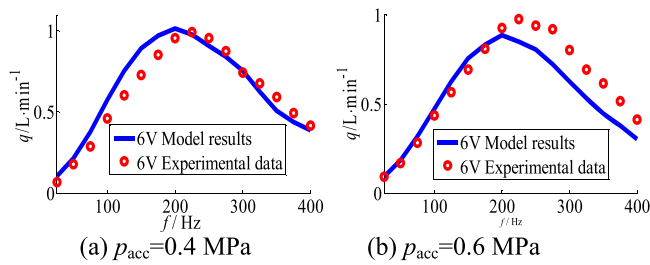 q/L·min⁻¹
1
0.5
0
6V Model results
6V Experimental data
100 200 300 400
f/ Hz
(a) pacc=0.4 MPa
q/L·min⁻¹
1
0.5
0
6V Model results
6V Experimental data
100 200 300 400
f/ Hz
(b) pacc=0.6 MPa